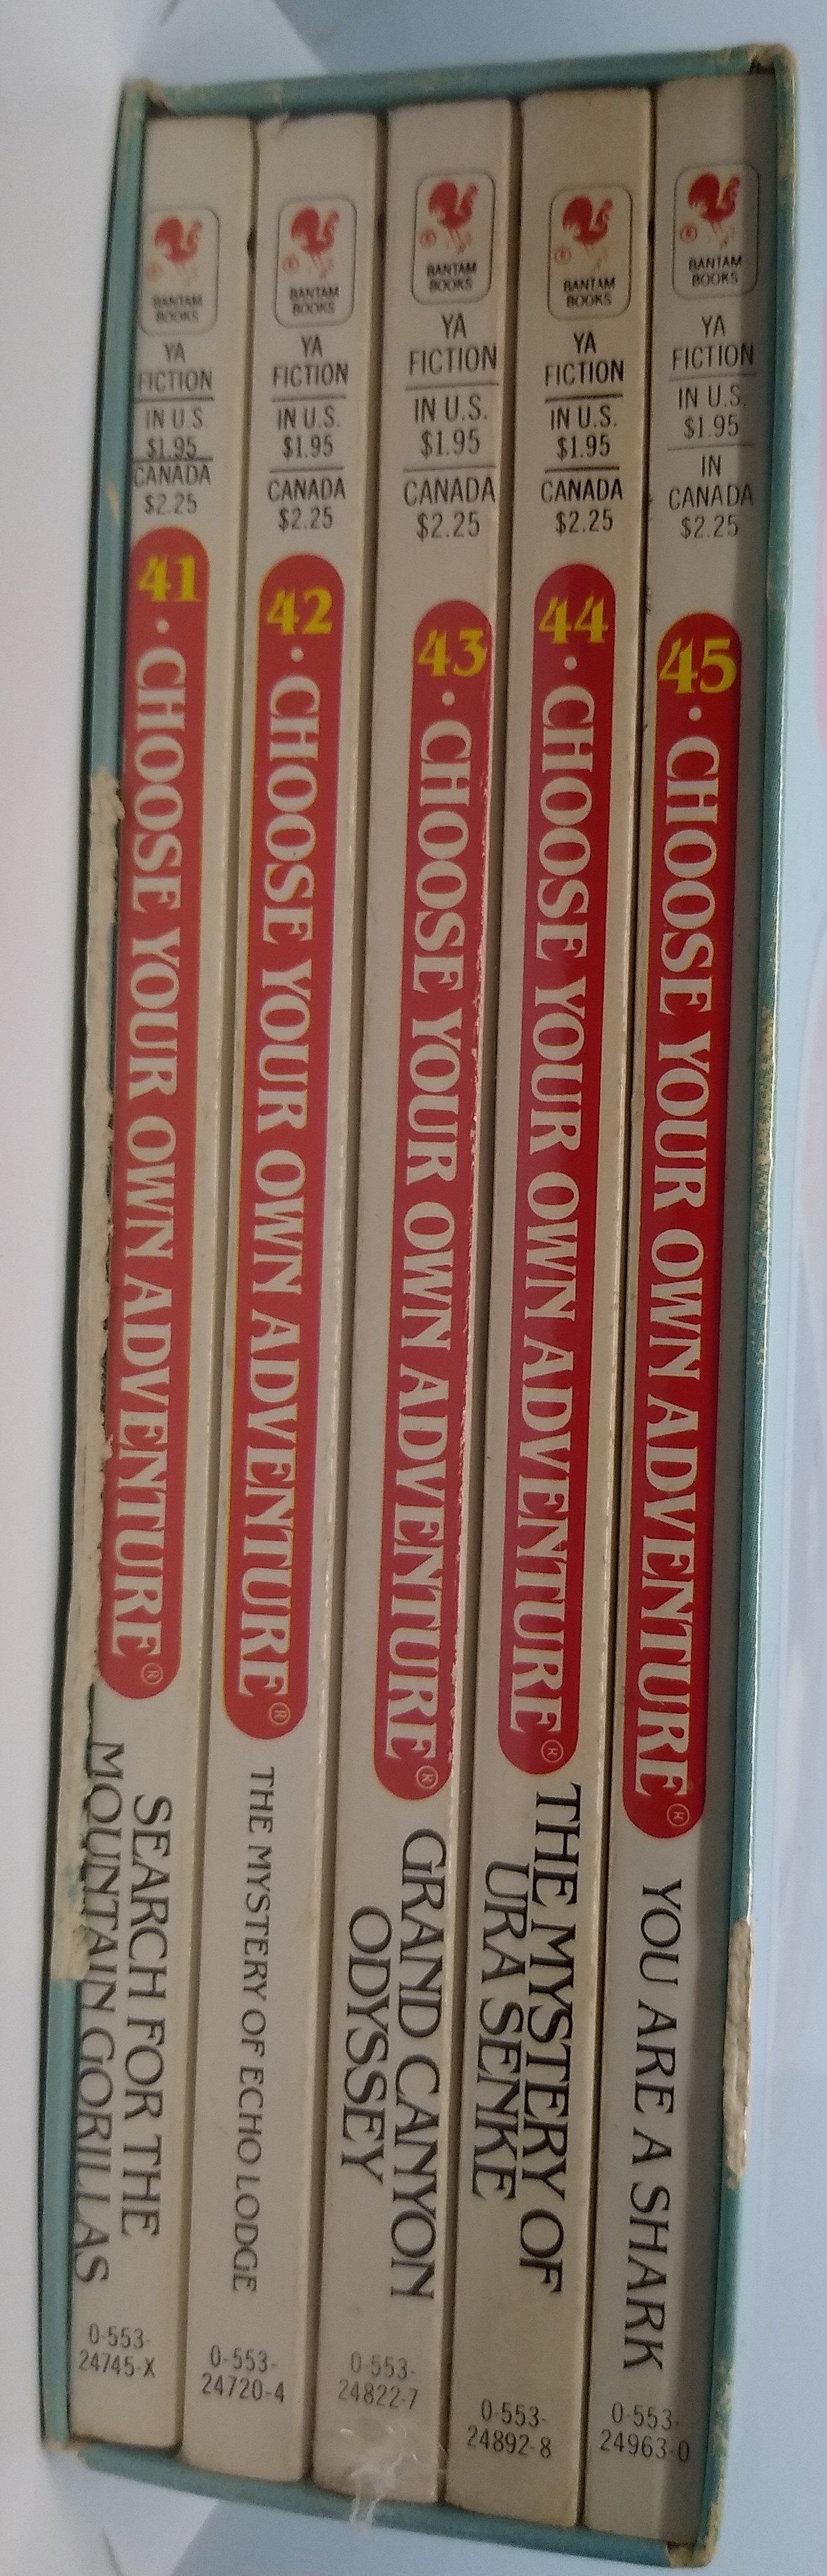 BANTAM
BOOKS
YA
FICTION
IN U.S.
$1.95
CANADA
$2.25
41 • CHOOSE YOUR OWN ADVENTURE®
SEARCH FOR THE
MOUNTAIN GORILLAS
0-553-
24745-X
BANTAM
BOOKS
YA
FICTION
IN U.S.
$1.95
CANADA
$2.25
42 • CHOOSE YOUR OWN ADVENTURE®
THE MYSTERY OF ECHO LODGE
0-553-
24720-4
BANTAM
BOOKS
YA
FICTION
IN U.S.
$1.95
CANADA
$2.25
43 • CHOOSE YOUR OWN ADVENTURE®
GRAND CANYON
ODYSSEY
0-553-
24822-7
BANTAM
BOOKS
YA
FICTION
IN U.S.
$1.95
CANADA
$2.25
44 • CHOOSE YOUR OWN ADVENTURE®
THE MYSTERY OF
URA SENKE
0-553-
24892-8
BANTAM
BOOKS
YA
FICTION
IN U.S.
$1.95
IN
CANADA
$2.25
45 • CHOOSE YOUR OWN ADVENTURE®
YOU ARE A SHARK
0-553-
24963-0